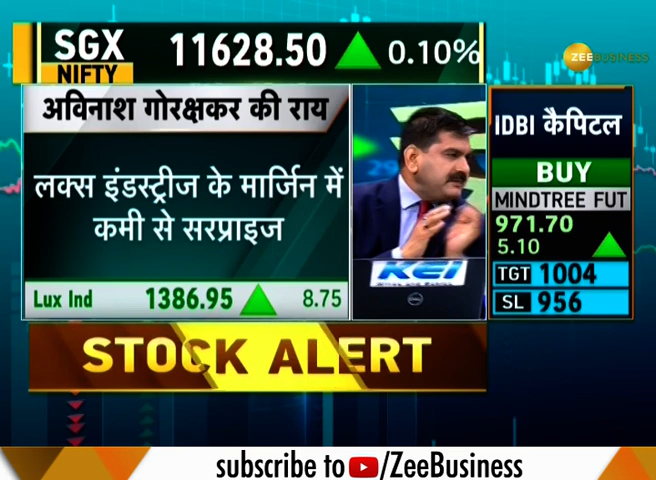 SGX
NIFTY
11628.50
0.10%
ZEEBUSINESS
अविनाश गोरक्षकर की राय
लक्स इंडस्ट्रीज के मार्जिन में
कमी से सरप्राइज
Lux Ind 1386.95 8.75
KEI
DELL
IDBI कैपिटल
BUY
MINDTREE FUT
971.70
5.10
TGT 1004
SL 956
STOCK ALERT
subscribe to /ZeeBusiness